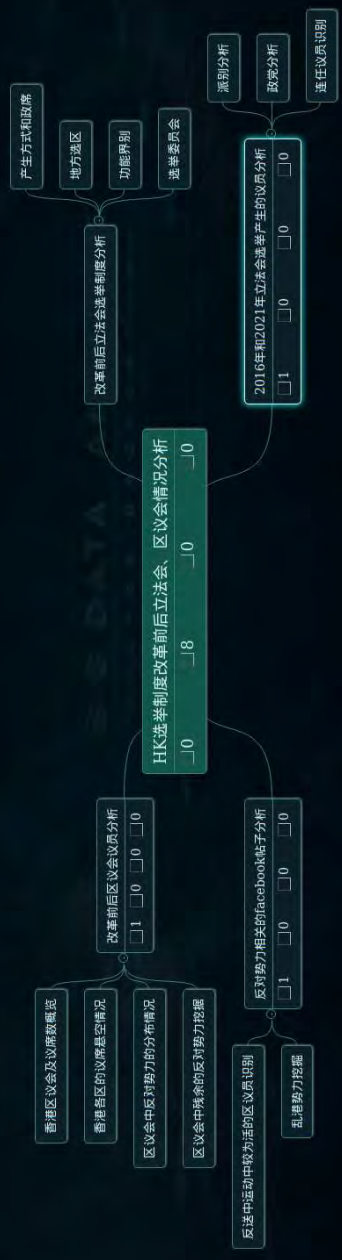 HK选举制度改革前后立法会、区议会情况分析
0 8 0 0
改革前后立法会选举制度分析
产生方式和政席
地方选区
功能界别
选举委员会
2016年和2021年立法会选举产生的议员分析
1 0 0 0
派别分析
政党分析
连任议员识别
改革前后区议会议员分析
1 0 0 0
香港区议会及议席数概览
香港各区的议席悬空情况
区议会中反对势力的分布情况
区议会中残余的反对势力挖掘
反对势力相关的facebook帖子分析
1 0 0 0
反送中运动中较为活的区议员识别
乱港势力挖掘